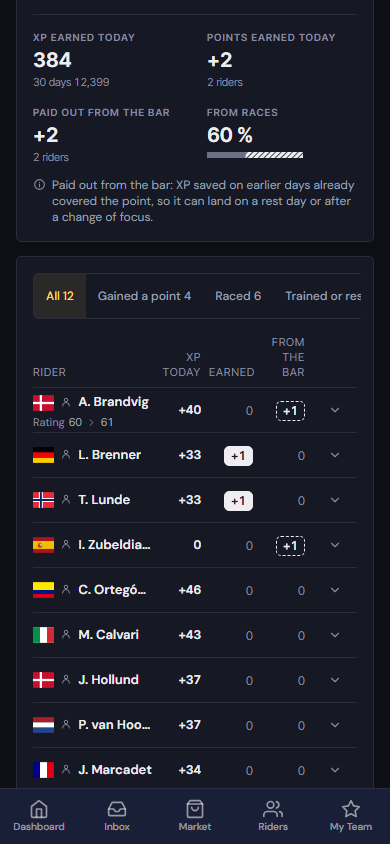 XP EARNED TODAY
POINTS EARNED TODAY
384
+2
30 days 12,399
2 riders
PAID OUT FROM THE BAR
FROM RACES
+2
60 %
2 riders
Paid out from the bar: XP saved on earlier days already
covered the point, so it can land on a rest day or after
a change of focus.
All 12
Gained a point 4
Raced 6
Trained or res
RIDER
XP
TODAY
EARNED
FROM
THE
BAR
A. Brandvig
+40
0
+1
Rating 60 > 61
L. Brenner
+33
+1
0
T. Lunde
+33
+1
0
I. Zubeldia...
0
0
+1
C. Ortegó...
+46
0
0
M. Calvari
+43
0
0
J. Hollund
+37
0
0
P. van Hoo...
+37
0
0
J. Marcadet
+34
0
0
Dashboard
Inbox
Market
Riders
My Team